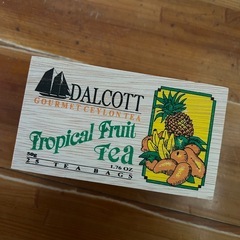 DALCOTT
GOURMET CEYLON TEA
Tropical Fruit
Tea
50g 1.76 OZ
25 TEA BAGS